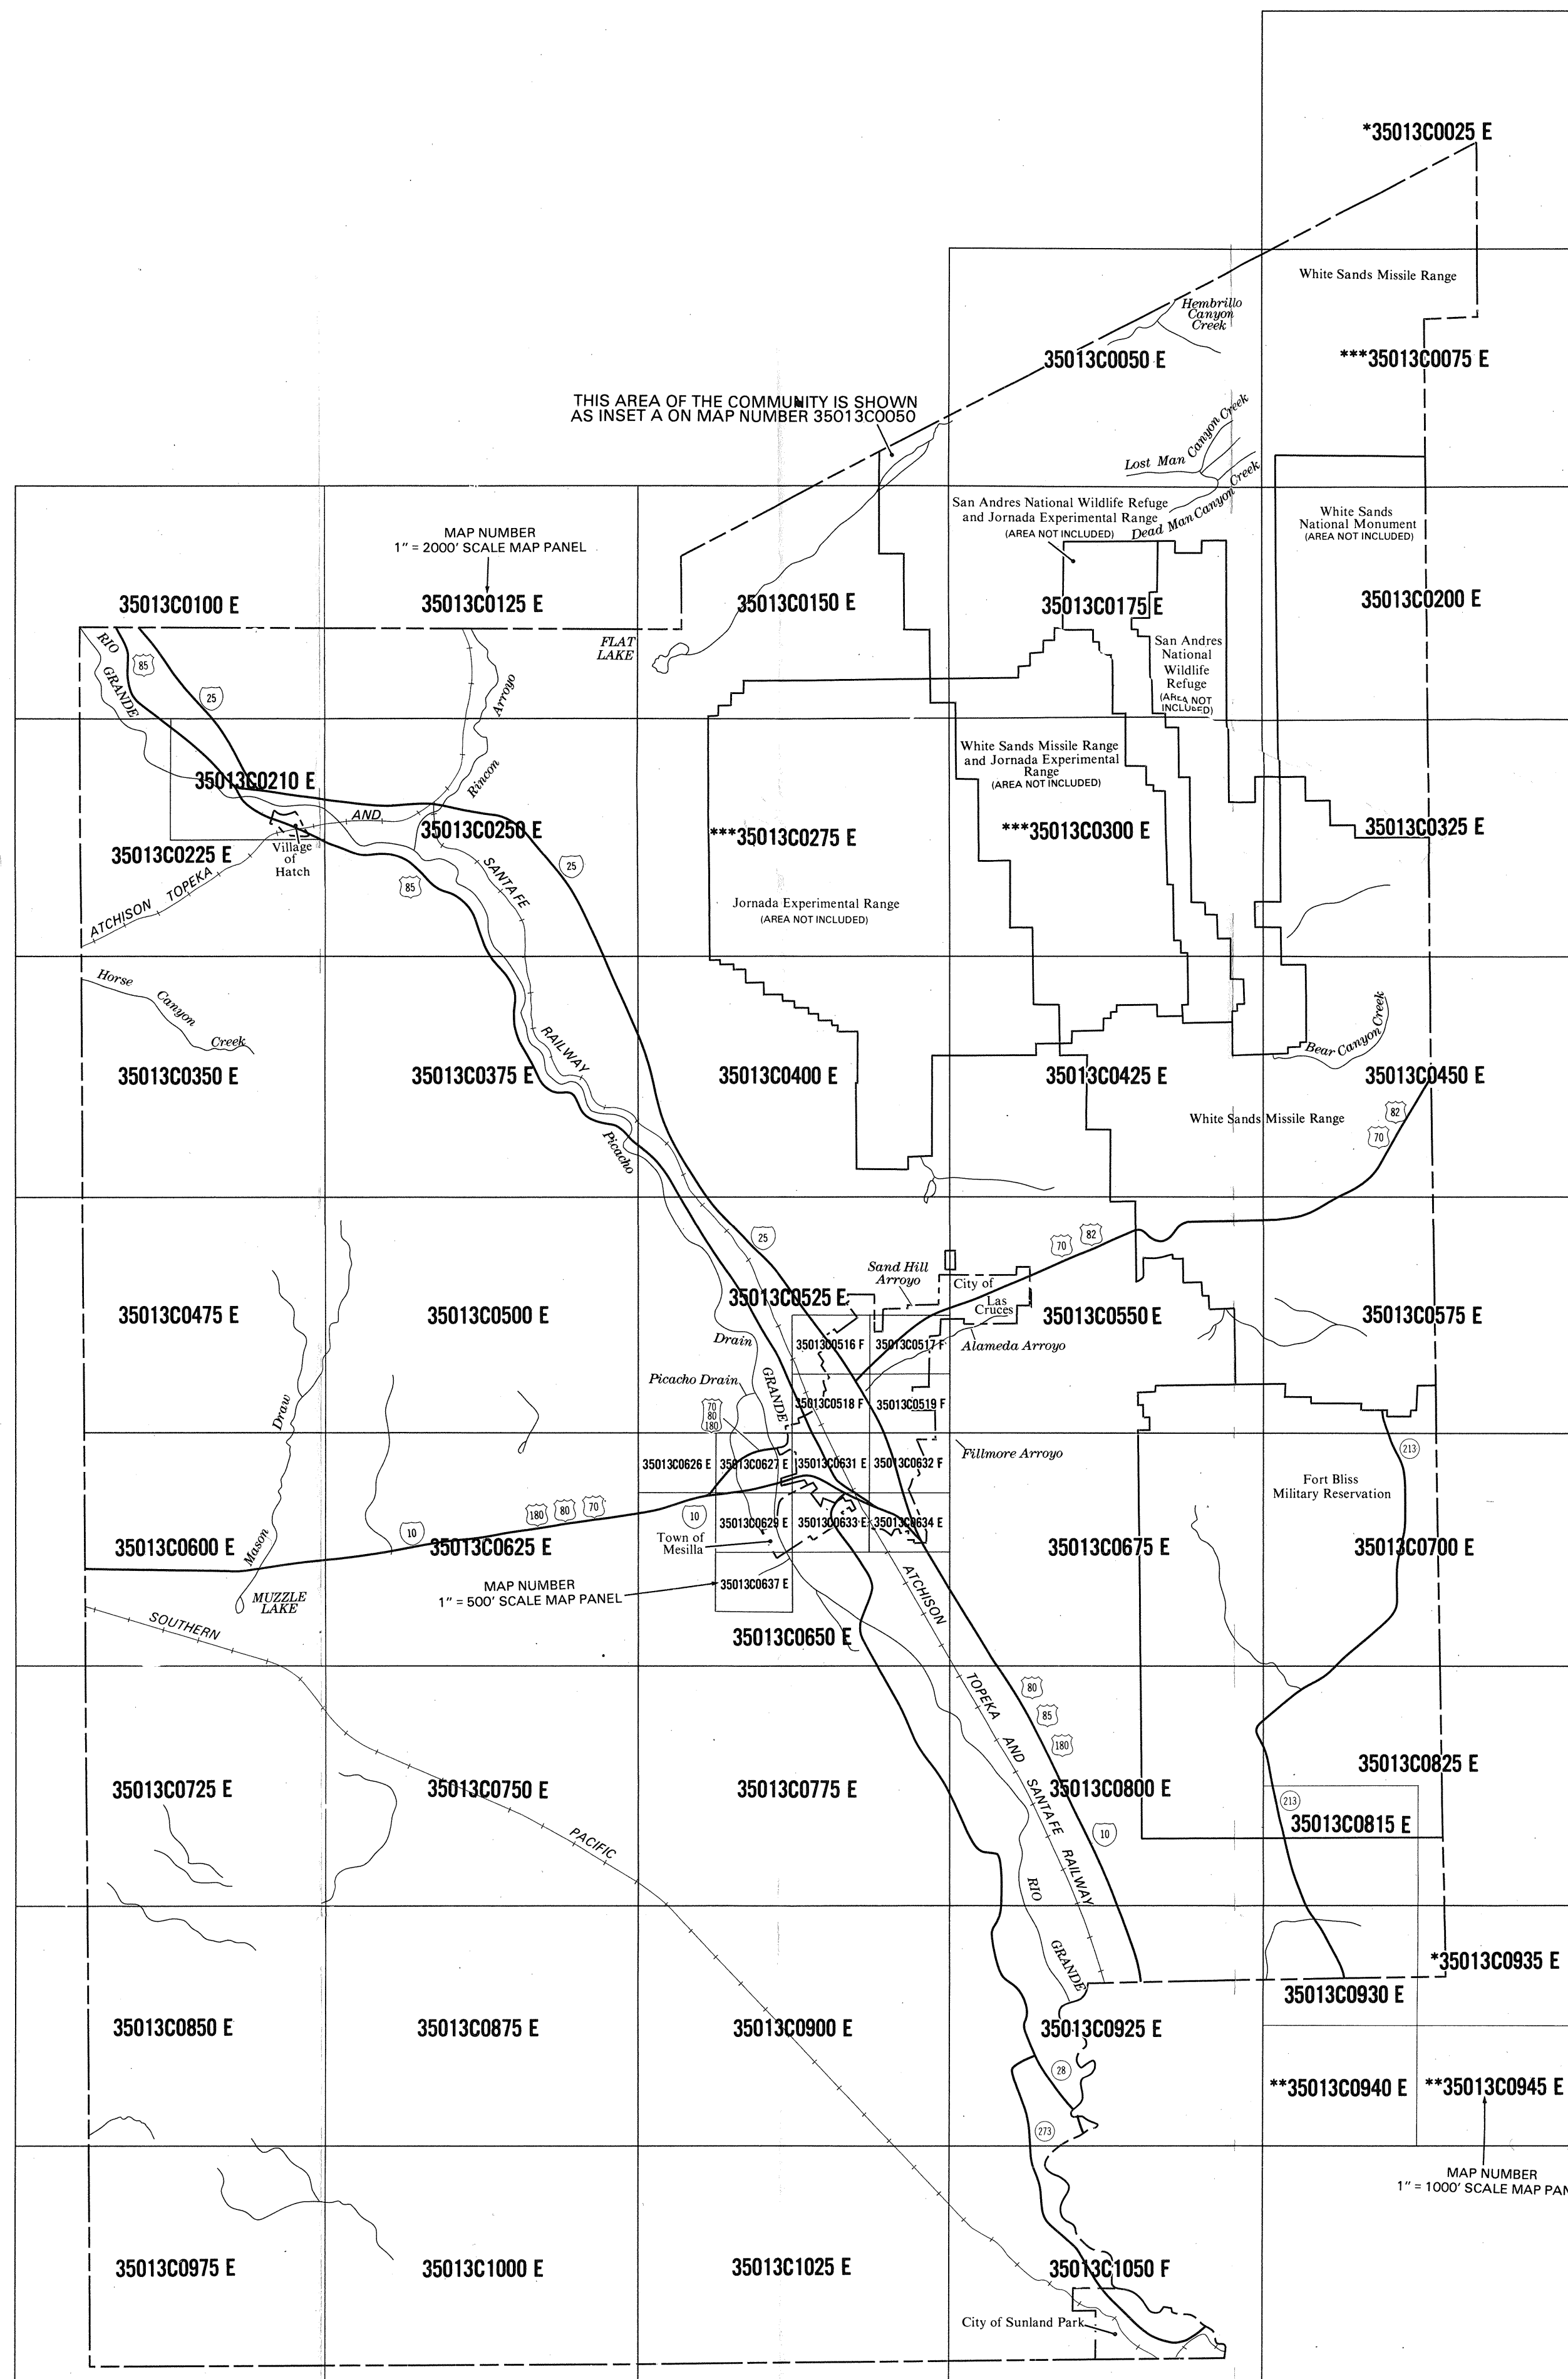 *35013C0025 E
White Sands Missile Range
Hembrillo
Canyon
Creek
35013C0050 E
***35013C0075 E
THIS AREA OF THE COMMUNITY IS SHOWN
AS INSET A ON MAP NUMBER 35013C0050
Lost Man Canyon Creek
Dead Man Canyon Creek
San Andres National Wildlife Refuge
and Jornada Experimental Range
(AREA NOT INCLUDED)
White Sands
National Monument
(AREA NOT INCLUDED)
MAP NUMBER
1" = 2000' SCALE MAP PANEL
35013C0100 E
35013C0125 E
35013C0150 E
35013C0175 E
35013C0200 E
RIO
GRANDE
85
25
FLAT
LAKE
Arroyo
Rincon
San Andres
National
Wildlife
Refuge
(AREA NOT
INCLUDED)
35013C0210 E
White Sands Missile Range
and Jornada Experimental
Range
(AREA NOT INCLUDED)
AND
35013C0225 E
Village
of
Hatch
35013C0250 E
***35013C0275 E
***35013C0300 E
35013C0325 E
ATCHISON TOPEKA
85
SANTA FE
25
Jornada Experimental Range
(AREA NOT INCLUDED)
Horse
Canyon
Creek
RAILWAY
Bear Canyon Creek
35013C0350 E
35013C0375 E
35013C0400 E
35013C0425 E
35013C0450 E
White Sands Missile Range
82
70
Picacho
25
70
82
Sand Hill
Arroyo
City of
Las
Cruces
35013C0475 E
35013C0500 E
35013C0525 E
35013C0550 E
35013C0575 E
Drain
35013C0516 F
35013C0517 F
Alameda Arroyo
Picacho Drain
GRANDE
70
80
180
35013C0518 F
35013C0519 F
Draw
213
Fillmore Arroyo
35013C0626 E
35013C0627 E
35013C0631 E
35013C0632 F
Fort Bliss
Military Reservation
180
80
70
10
10
35013C0629 E
35013C0633 E
35013C0634 E
Town of
Mesilla
35013C0600 E
Mason
35013C0625 E
35013C0675 E
35013C0700 E
MUZZLE
LAKE
MAP NUMBER
1" = 500' SCALE MAP PANEL
35013C0637 E
ATCHISON
SOUTHERN
35013C0650 E
80
85
180
TOPEKA
AND
SANTA FE
RAILWAY
35013C0725 E
35013C0750 E
35013C0775 E
35013C0800 E
35013C0825 E
213
35013C0815 E
PACIFIC
10
RIO
GRANDE
*35013C0935 E
35013C0930 E
35013C0850 E
35013C0875 E
35013C0900 E
35013C0925 E
28
**35013C0940 E
**35013C0945 E
273
MAP NUMBER
1" = 1000' SCALE MAP PAN
35013C0975 E
35013C1000 E
35013C1025 E
35013C1050 F
City of Sunland Park